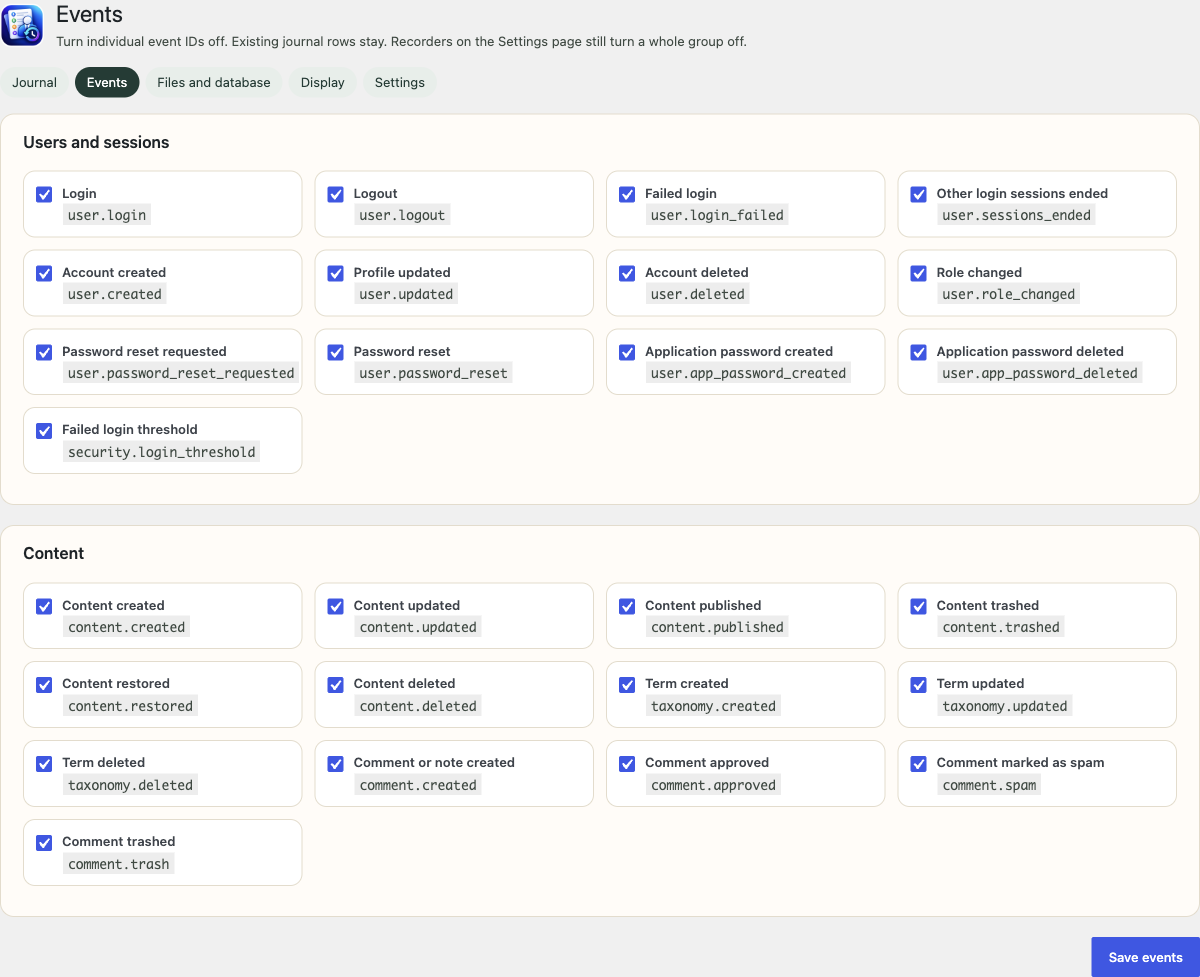 Events
Turn individual event IDs off. Existing journal rows stay. Recorders on the Settings page still turn a whole group off.
Journal
Events
Files and database
Display
Settings
Users and sessions
Login
user.login
Logout
user.logout
Failed login
user.login_failed
Other login sessions ended
user.sessions_ended
Account created
user.created
Profile updated
user.updated
Account deleted
user.deleted
Role changed
user.role_changed
Password reset requested
user.password_reset_requested
Password reset
user.password_reset
Application password created
user.app_password_created
Application password deleted
user.app_password_deleted
Failed login threshold
security.login_threshold
Content
Content created
content.created
Content updated
content.updated
Content published
content.published
Content trashed
content.trashed
Content restored
content.restored
Content deleted
content.deleted
Term created
taxonomy.created
Term updated
taxonomy.updated
Term deleted
taxonomy.deleted
Comment or note created
comment.created
Comment approved
comment.approved
Comment marked as spam
comment.spam
Comment trashed
comment.trash
Save events